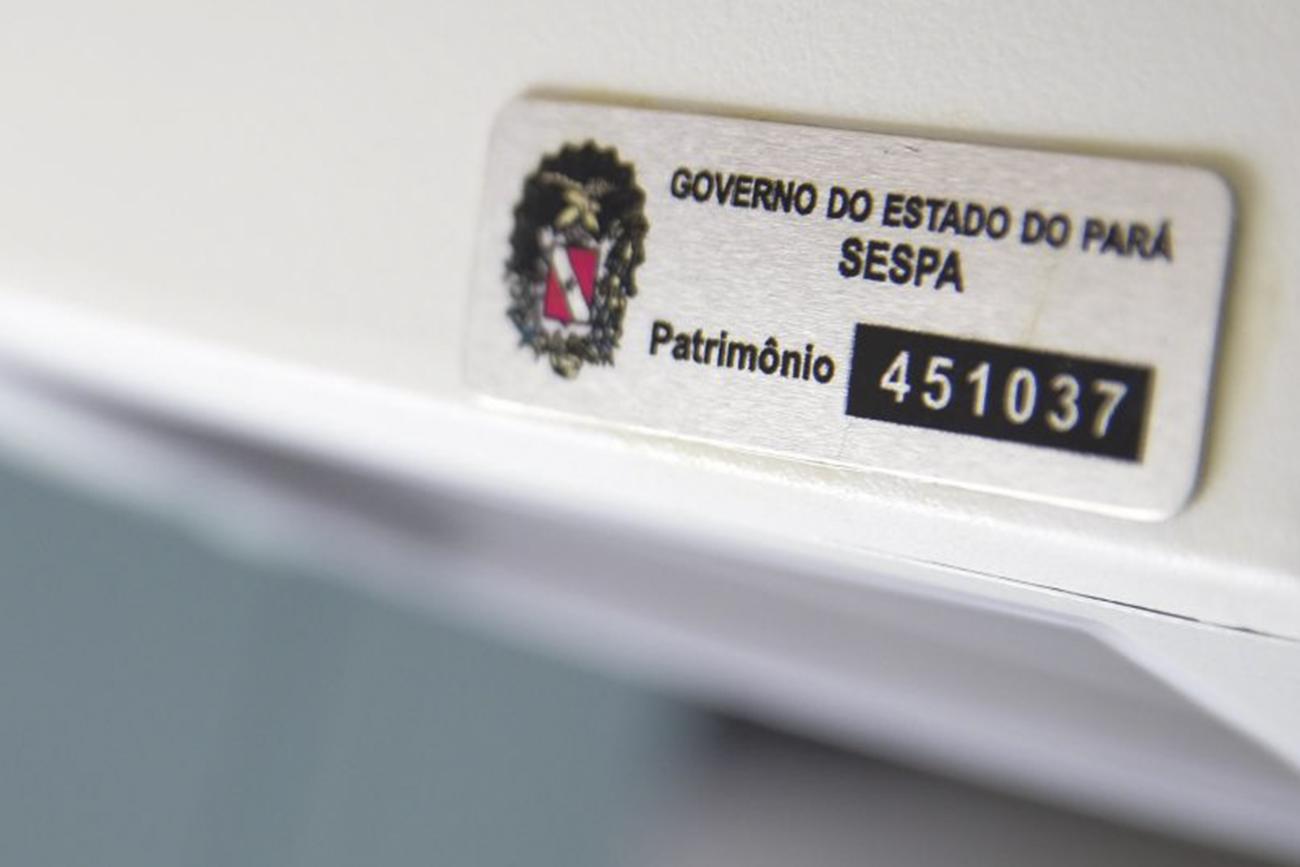 GOVERNO DO ESTADO DO PARÁ
SESPA
Patrimônio 451037